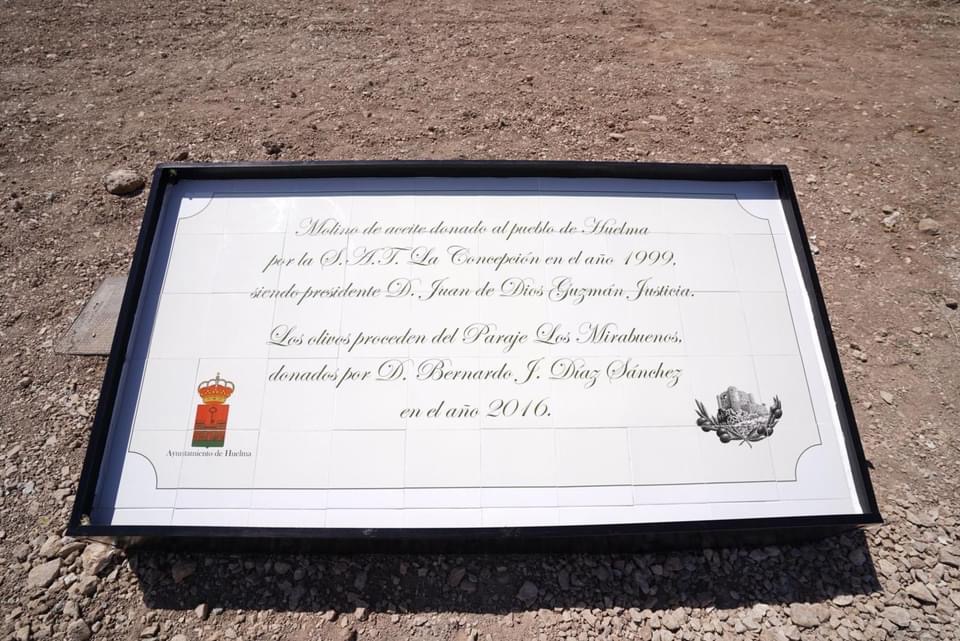 Molino de aceite donado al pueblo de Huelma
por la S.A.T. La Concepción en el año 1999,
siendo presidente D. Juan de Dios Guzmán Justicia.
Los olivos proceden del Paraje Los Mirabuenos,
donados por D. Bernardo J. Díaz Sánchez
en el año 2016.
Ayuntamiento de Huelma